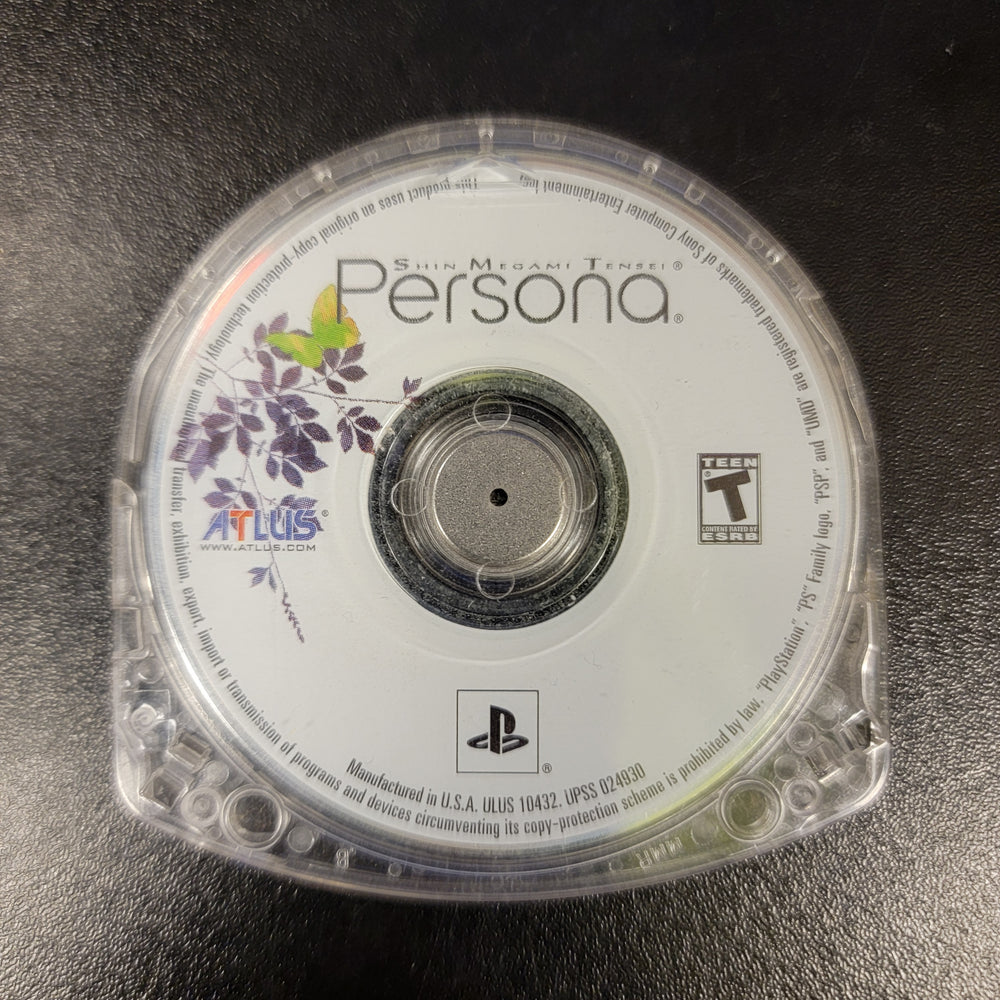 SHIN MEGAMI TENSEI®
Persona®
ATLUS®
WWW.ATLUS.COM
TEEN
T
CONTENT RATED BY
ESRB
®
Manufactured in U.S.A. ULUS 10432. UPSS 024930
"PlayStation", "PS" Family logo, "PSP", and "UMD" are registered trademarks of Sony Computer Entertainment Inc. This product uses an original copy-protection technology. The unauthorized transfer, exhibition, export, import or transmission of programs and devices circumventing its copy-protection scheme is prohibited by law.